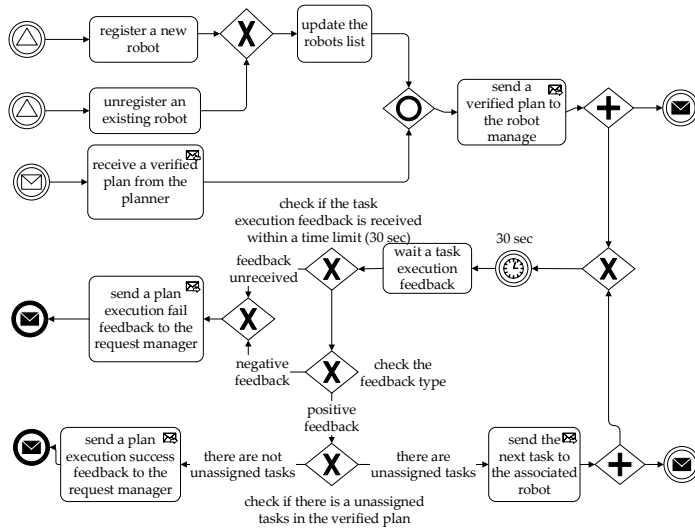 register a new
robot
update the
robots list
unregister an
existing robot
send a
verified plan to
the robot
manage
receive a verified
plan from the
planner
check if the task
execution feedback is received
within a time limit (30 sec)
30 sec
wait a task
execution
feedback
feedback
unreceived
send a plan
execution fail
feedback to the
request manager
negative
feedback
check the
feedback type
positive
feedback
send a plan
execution success
feedback to the
request manager
there are not
unassigned tasks
there are
unassigned tasks
send the
next task to
the associated
robot
check if there is a unassigned
tasks in the verified plan